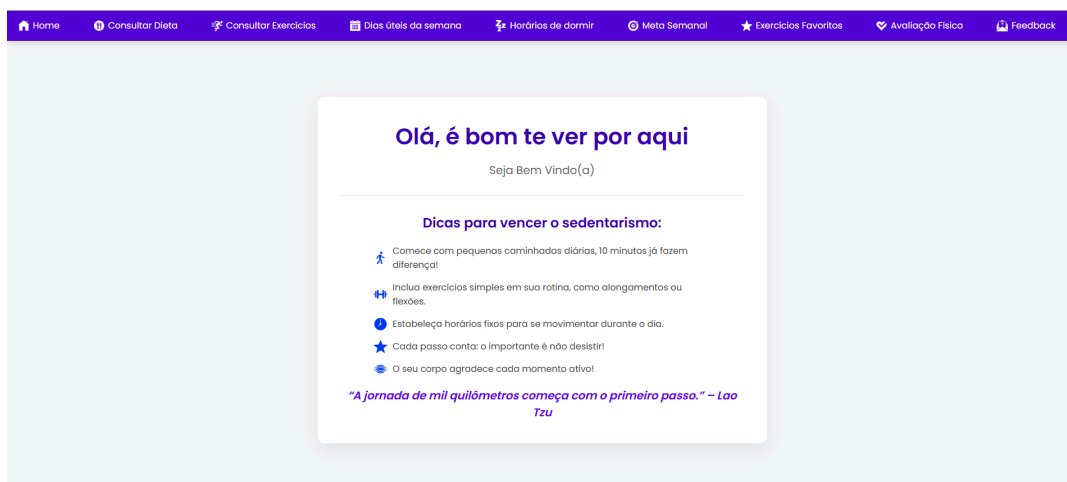 Home Consultar Dieta Consultar Exercícios Dias úteis da semana Horários de dormir Meta Semanal Exercícios Favoritos Avaliação Física Feedback
Olá, é bom te ver por aqui
Seja Bem Vindo(a)
Dicas para vencer o sedentarismo:
Comece com pequenas caminhadas diárias, 10 minutos já fazem
diferença!
Inclua exercícios simples em sua rotina, como alongamentos ou
flexões.
Estabeleça horários fixos para se movimentar durante o dia.
Cada passo conta: o importante é não desistir!
O seu corpo agradece cada momento ativo!
“A jornada de mil quilômetros começa com o primeiro passo.” – Lao
Tzu